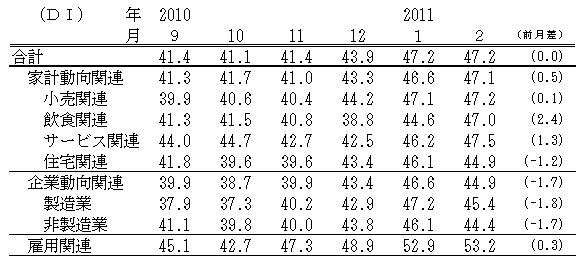 （ＤＩ） 年 2010 2011
月 9 10 11 12 1 2 (前月差)
合計 41.4 41.1 41.4 43.9 47.2 47.2 (0.0)
家計動向関連 41.3 41.7 41.0 43.3 46.6 47.1 (0.5)
小売関連 39.9 40.6 40.4 44.2 47.1 47.2 (0.1)
飲食関連 41.3 41.5 40.8 38.8 44.6 47.0 (2.4)
サービス関連 44.0 44.7 42.7 42.5 46.2 47.5 (1.3)
住宅関連 41.8 39.6 39.6 43.4 46.1 44.9 (-1.2)
企業動向関連 39.9 38.7 39.9 43.4 46.6 44.9 (-1.7)
製造業 37.9 37.3 40.2 42.9 47.2 45.4 (-1.8)
非製造業 41.1 39.8 40.0 43.8 46.1 44.4 (-1.7)
雇用関連 45.1 42.7 47.3 48.9 52.9 53.2 (0.3)